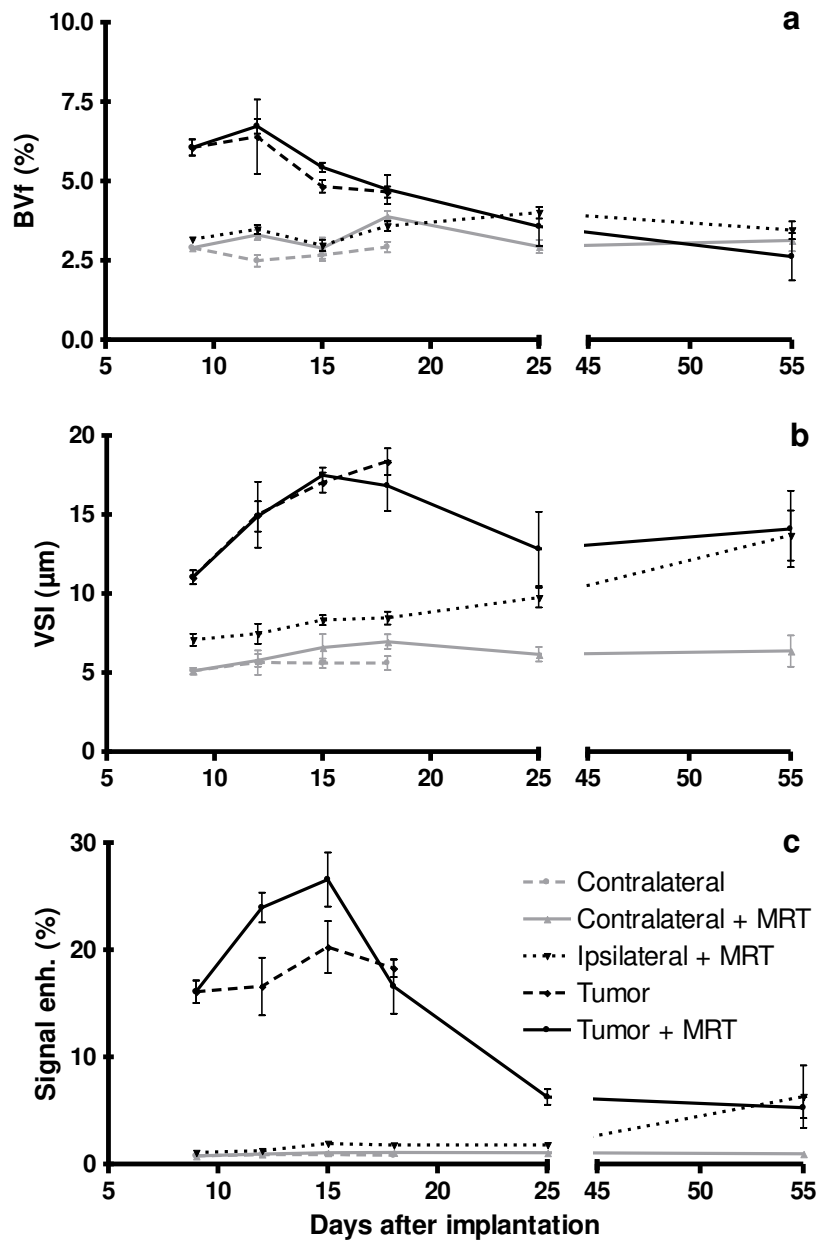 a
BVf (%)
10.0
7.5
5.0
2.5
0.0
5 10 15 20 25 45 50 55
b
VSI (µm)
20
15
10
5
0
5 10 15 20 25 45 50 55
c
Signal enh. (%)
30
20
10
0
Contralateral
Contralateral + MRT
Ipsilateral + MRT
Tumor
Tumor + MRT
5 10 15 20 25 45 50 55
Days after implantation